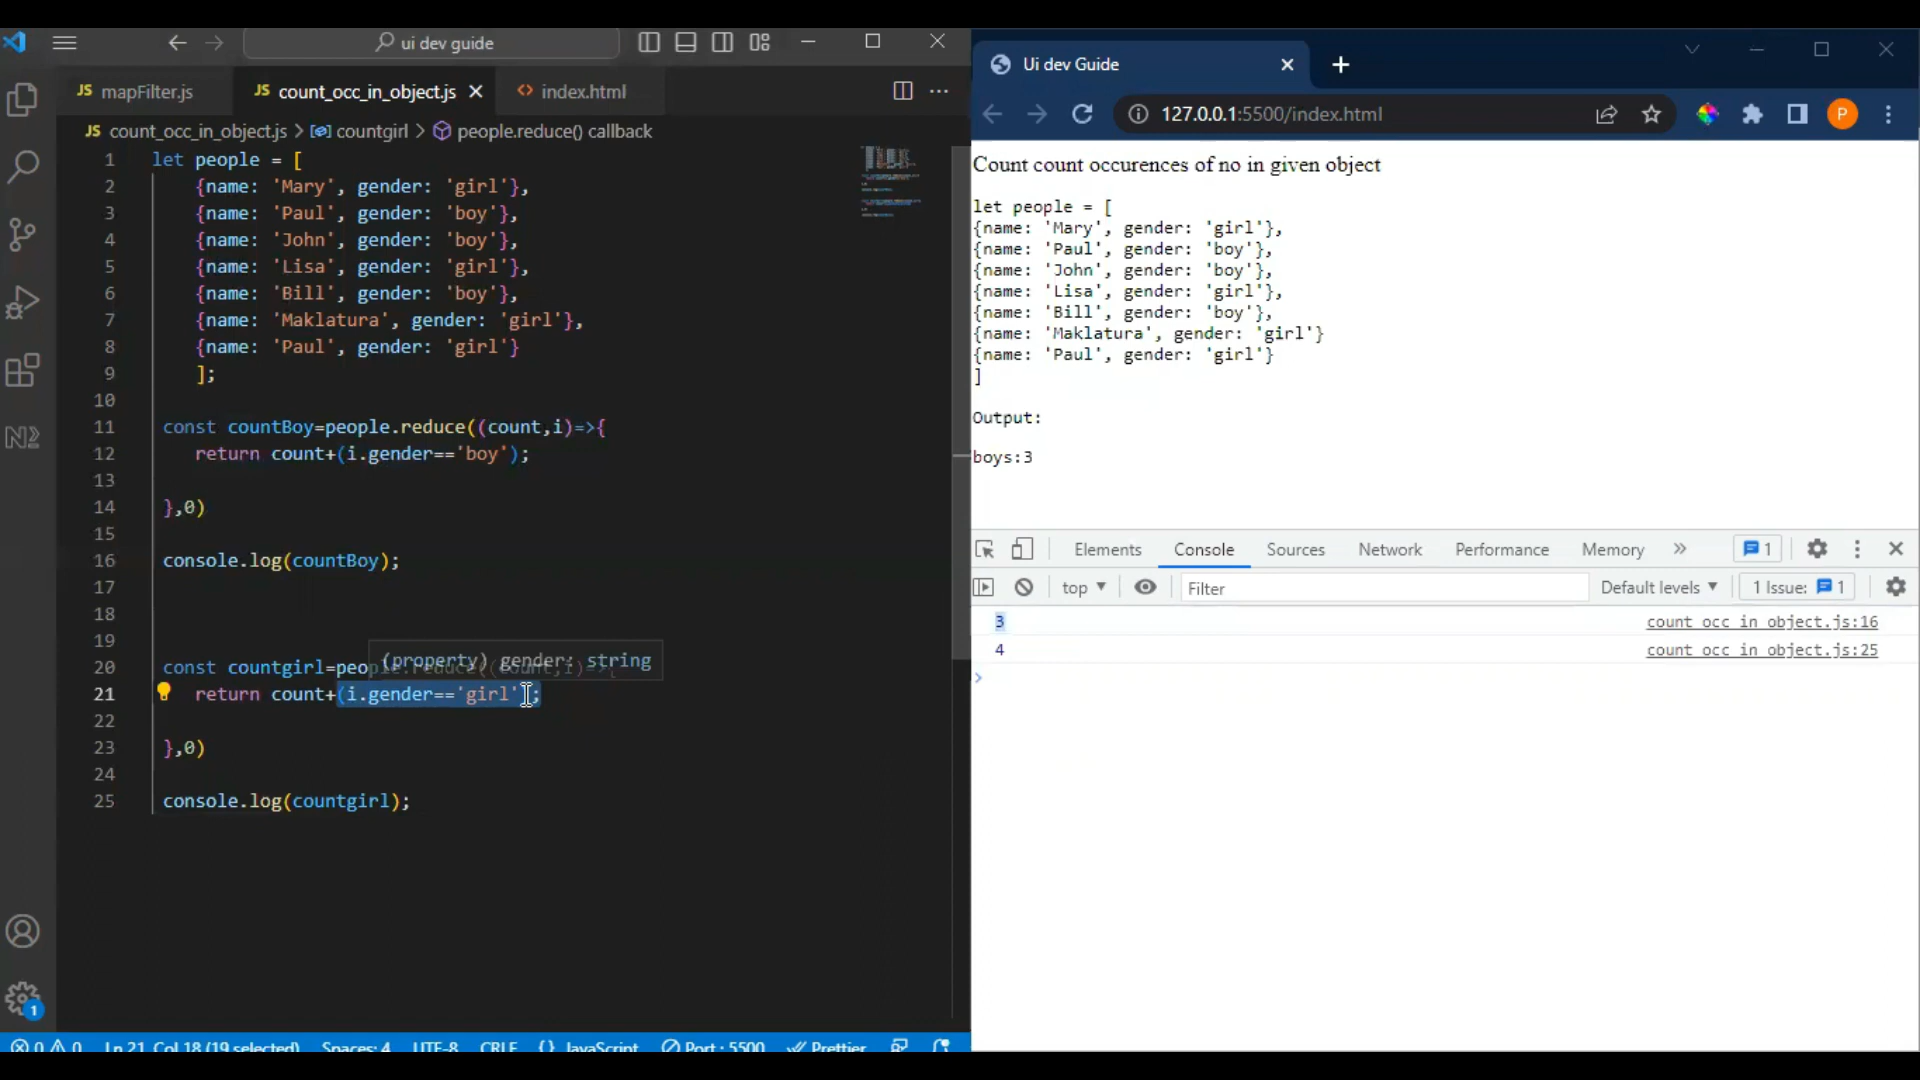 ui dev guide
JS mapFilter.js
JS count_occ_in_object.js
<> index.html
JS count_occ_in_object.js > countgirl > people.reduce() callback
1 let people = [
2 {name: 'Mary', gender: 'girl'},
3 {name: 'Paul', gender: 'boy'},
4 {name: 'John', gender: 'boy'},
5 {name: 'Lisa', gender: 'girl'},
6 {name: 'Bill', gender: 'boy'},
7 {name: 'Maklatura', gender: 'girl'},
8 {name: 'Paul', gender: 'girl'}
9 ];
10
11 const countBoy=people.reduce((count,i)=>{
12 return count+(i.gender=='boy');
13
14 },0)
15
16 console.log(countBoy);
17
18
19
(property) gender: string
20 const countgirl=people.reduce((count,i)=>{
21 return count+(i.gender=='girl');
22
23 },0)
24
25 console.log(countgirl);
1
0 0 Ln 21, Col 18 (19 selected) Spaces: 4 UTF-8 CRLF {} JavaScript Port : 5500 Prettier
Ui dev Guide
127.0.0.1:5500/index.html
P
Count count occurences of no in given object
let people = [
{name: 'Mary', gender: 'girl'},
{name: 'Paul', gender: 'boy'},
{name: 'John', gender: 'boy'},
{name: 'Lisa', gender: 'girl'},
{name: 'Bill', gender: 'boy'},
{name: 'Maklatura', gender: 'girl'}
{name: 'Paul', gender: 'girl'}
]
Output:
boys:3
Elements Console Sources Network Performance Memory » 1
top Filter Default levels 1 Issue: 1
3 count_occ_in_object.js:16
4 count_occ_in_object.js:25
>